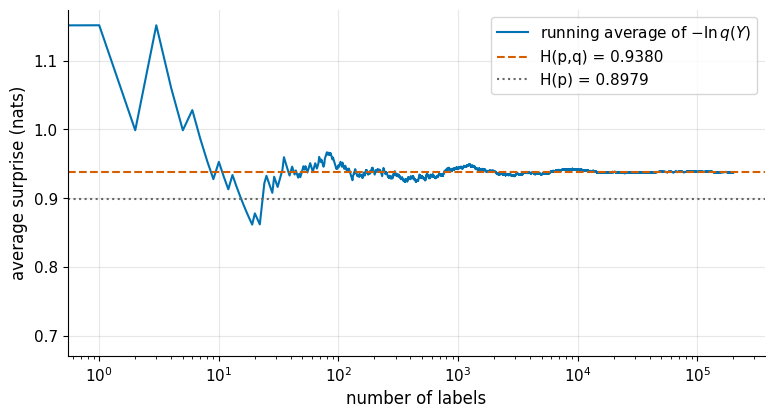 running average of −ln q(Y)
H(p,q) = 0.9380
H(p) = 0.8979
average surprise (nats)
1.1
1.0
0.9
0.8
0.7
10⁰
10¹
10²
10³
10⁴
10⁵
number of labels